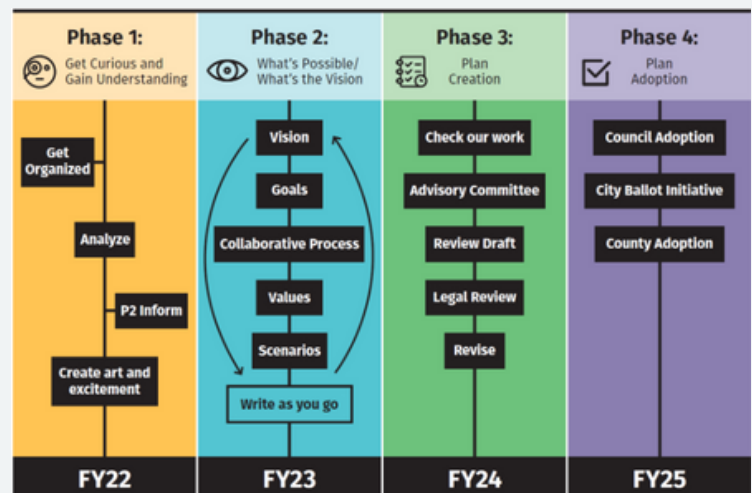 Phase 1:
Get Curious and
Gain Understanding
Get
Organized
Analyze
P2 Inform
Create art and
excitement
FY22
Phase 2:
What's Possible/
What's the Vision
Vision
Goals
Collaborative Process
Values
Scenarios
Write as you go
FY23
Phase 3:
Plan
Creation
Check our work
Advisory Committee
Review Draft
Legal Review
Revise
FY24
Phase 4:
Plan
Adoption
Council Adoption
City Ballot Initiative
County Adoption
FY25